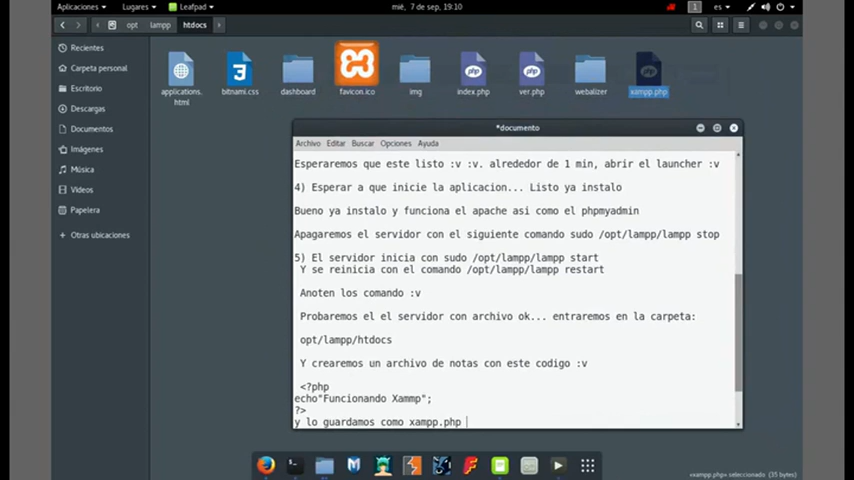 Aplicaciones Lugares Leafpad mié, 7 de sep, 19:10 1 es
opt lampp htdocs
Recientes
Carpeta personal
Escritorio
Descargas
Documentos
Imágenes
Música
Vídeos
Papelera
+ Otras ubicaciones
applications.html bitnami.css dashboard favicon.ico img index.php ver.php webalizer xampp.php
*documento
Archivo Editar Buscar Opciones Ayuda
Esperaremos que este listo :v :v. alrededor de 1 min, abrir el launcher :v
4) Esperar a que inicie la aplicacion... Listo ya instalo
Bueno ya instalo y funciona el apache asi como el phpmyadmin
Apagaremos el servidor con el siguiente comando sudo /opt/lampp/lampp stop
5) El servidor inicia con sudo /opt/lampp/lampp start
Y se reinicia con el comando /opt/lampp/lampp restart
Anoten los comando :v
Probaremos el el servidor con archivo ok... entraremos en la carpeta:
opt/lampp/htdocs
Y crearemos un archivo de notas con este codigo :v
<?php
echo"Funcionando Xammp";
?>
y lo guardamos como xampp.php
«xampp.php» seleccionado (35 bytes)